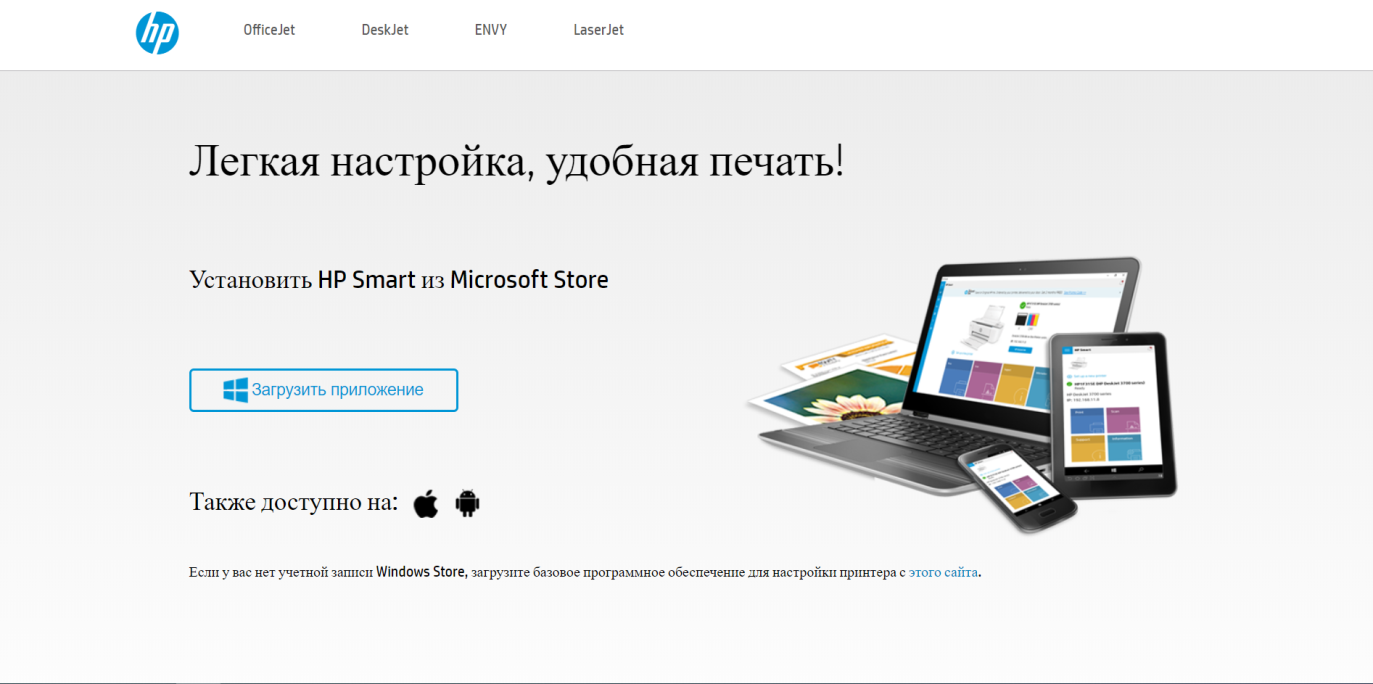 hp
OfficeJet
DeskJet
ENVY
LaserJet
Легкая настройка, удобная печать!
Установить HP Smart из Microsoft Store
Загрузить приложение
Также доступно на:
Если у вас нет учетной записи Windows Store, загрузите базовое программное обеспечение для настройки принтера с этого сайта.